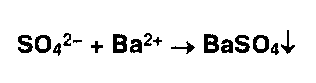 SO₄²⁻ + Ba²⁺ → BaSO₄↓